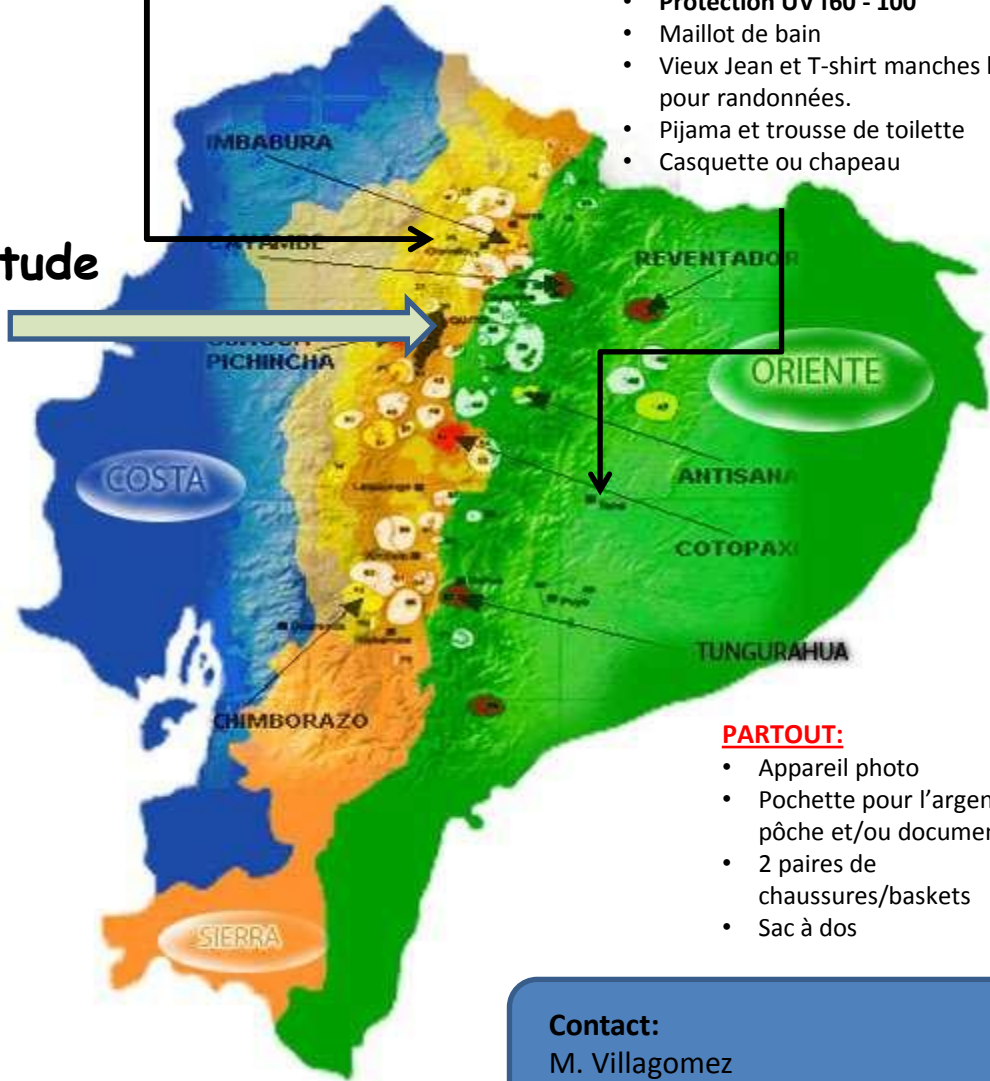 Protection UV f60 - 100
• Maillot de bain
• Vieux Jean et T-shirt manches
pour randonnées.
• Pijama et trousse de toilette
• Casquette ou chapeau
IMBABURA
CAYAMBE
REVENTADOR
tude
PICHINCHA
ORIENTE
COSTA
ANTISANA
COTOPAXI
TUNGURAHUA
CHIMBORAZO
PARTOUT:
• Appareil photo
• Pochette pour l'argen
pôche et/ou documen
• 2 paires de
chaussures/baskets
• Sac à dos
SIERRA
Contact:
M. Villagomez